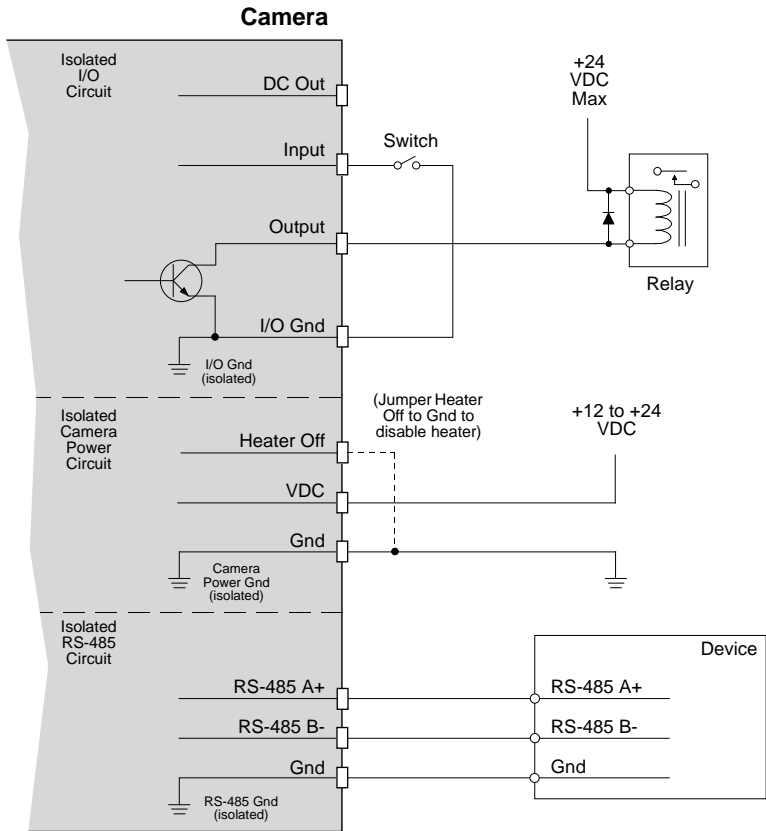 Camera
Isolated
I/O
Circuit
DC Out
Input
Switch
Output
I/O Gnd
I/O Gnd
(isolated)
+24
VDC
Max
Relay
Isolated
Camera
Power
Circuit
Heater Off
(Jumper Heater
Off to Gnd to
disable heater)
VDC
+12 to +24
VDC
Gnd
Camera
Power Gnd
(isolated)
Isolated
RS-485
Circuit
RS-485 A+
RS-485 B-
Gnd
RS-485 Gnd
(isolated)
Device
RS-485 A+
RS-485 B-
Gnd